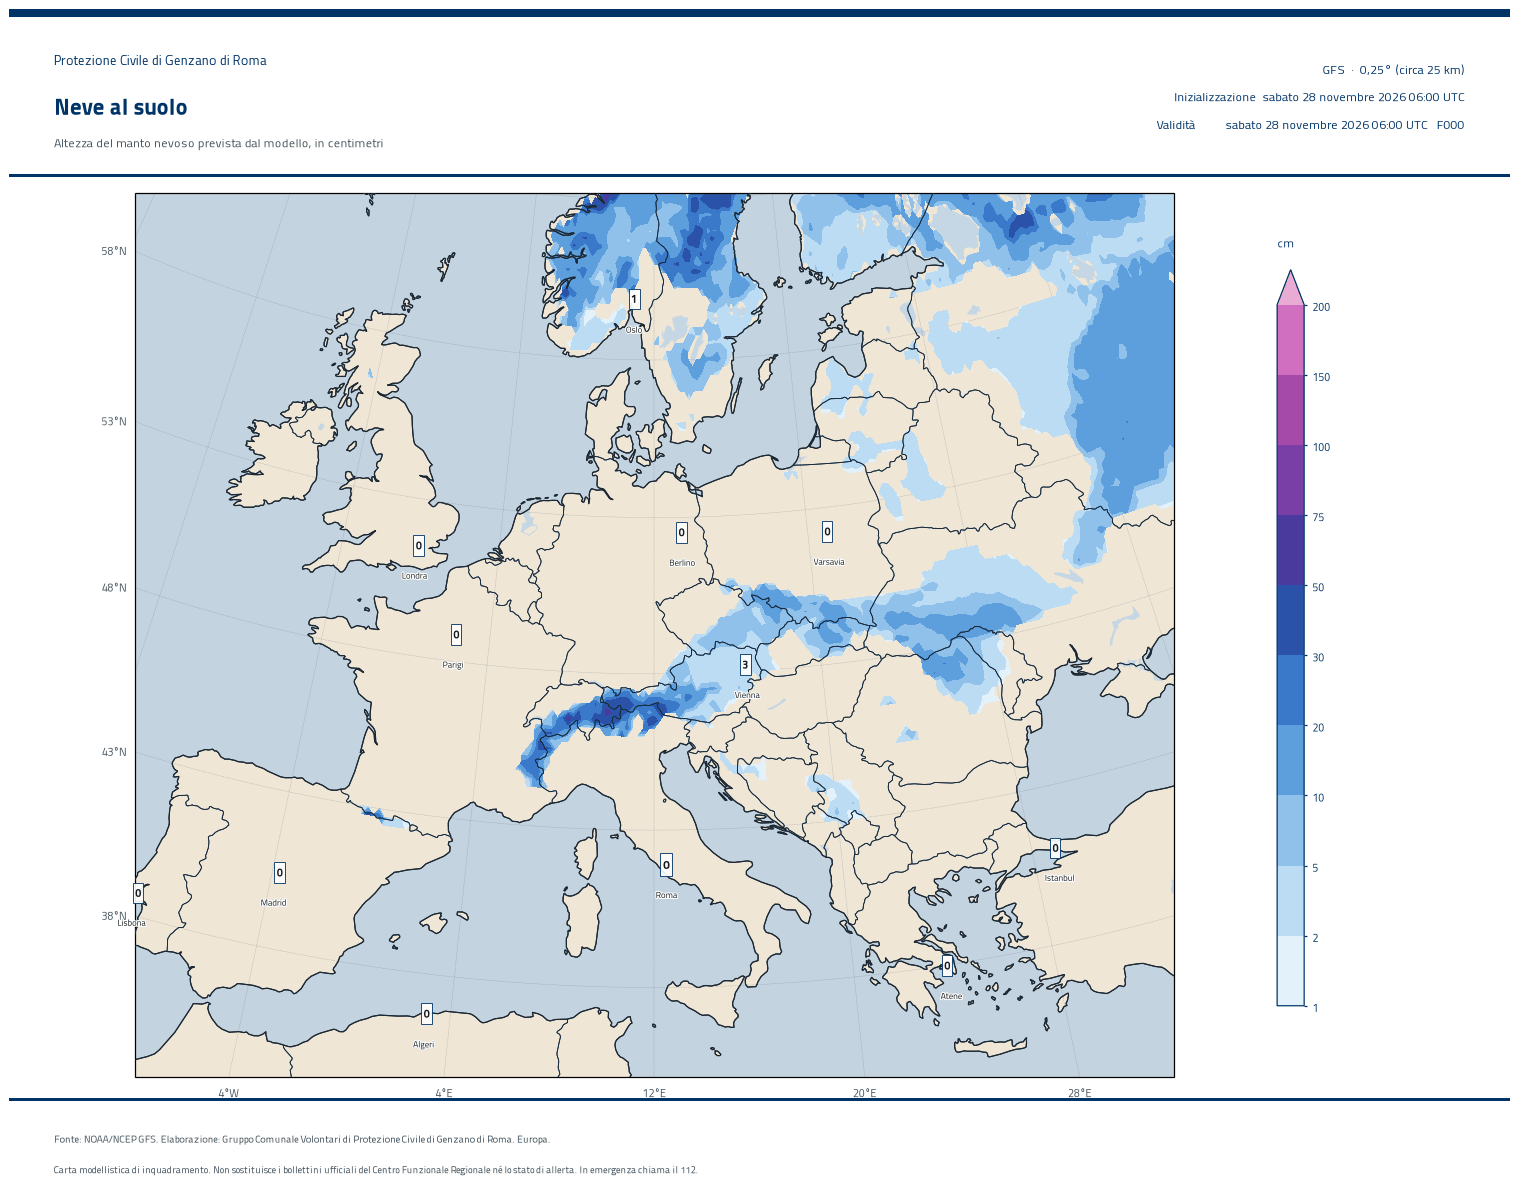 Protezione Civile di Genzano di Roma
Neve al suolo
Altezza del manto nevoso prevista dal modello, in centimetri
GFS · 0,25° (circa 25 km)
Inizializzazione sabato 28 novembre 2026 06:00 UTC
Validità sabato 28 novembre 2026 06:00 UTC F000
58°N
53°N
48°N
43°N
38°N
1
Oslo
0
Londra
0
Berlino
0
Varsavia
0
Parigi
3
Vienna
0
Madrid
0
Lisbona
0
Roma
0
Istanbul
0
Atene
0
Algeri
4°W
4°E
12°E
20°E
28°E
cm
200
150
100
75
50
30
20
10
5
2
1
Fonte: NOAA/NCEP GFS. Elaborazione: Gruppo Comunale Volontari di Protezione Civile di Genzano di Roma. Europa.
Carta modellistica di inquadramento. Non sostituisce i bollettini ufficiali del Centro Funzionale Regionale né lo stato di allerta. In emergenza chiama il 112.